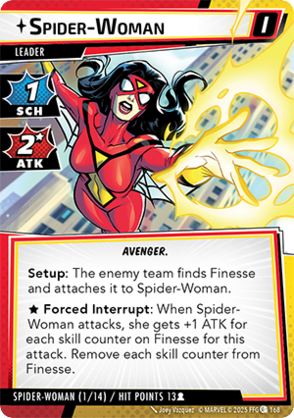 SPIDER-WOMAN
I
LEADER
1
SCH
2★
ATK
AVENGER.
Setup: The enemy team finds Finesse
and attaches it to Spider-Woman.
★ Forced Interrupt: When Spider-
Woman attacks, she gets +1 ATK for
each skill counter on Finesse for this
attack. Remove each skill counter from
Finesse.
SPIDER-WOMAN (1/14) / HIT POINTS 13
Joey Vazquez © MARVEL © 2025 FFG 168